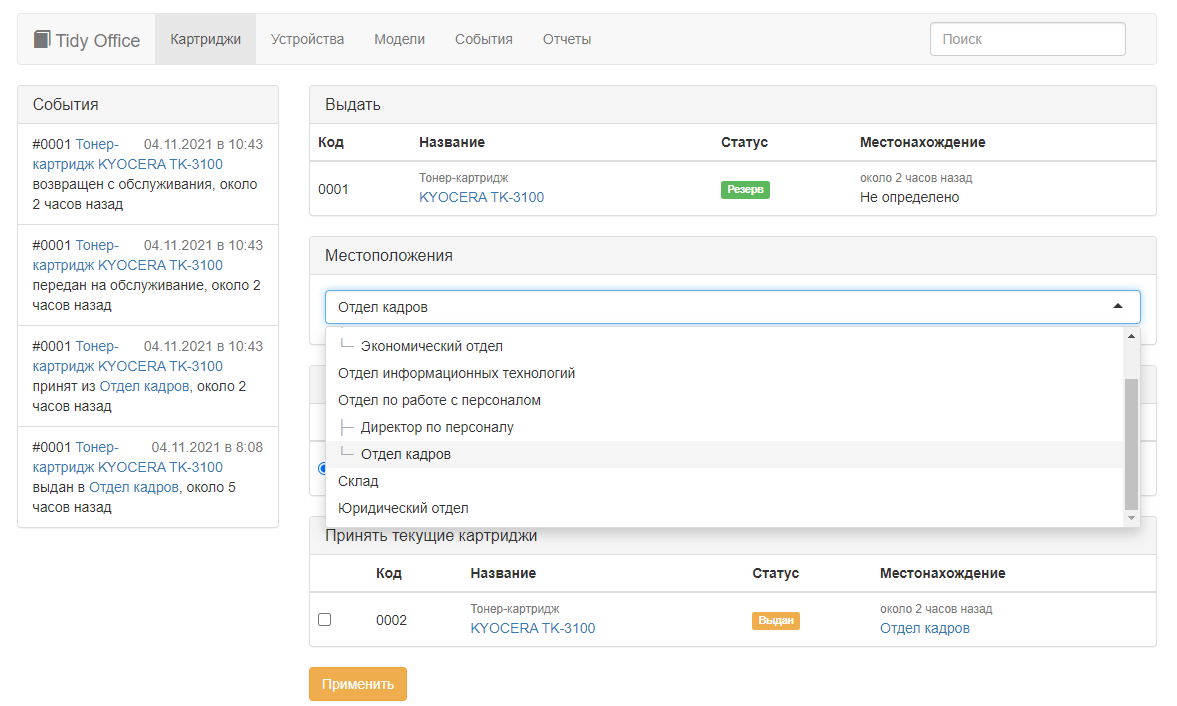 Tidy Office
Картриджи
Устройства
Модели
События
Отчеты
Поиск
События
#0001 Тонер- 04.11.2021 в 10:43
картридж KYOCERA TK-3100
возвращен с обслуживания, около
2 часов назад
#0001 Тонер- 04.11.2021 в 10:43
картридж KYOCERA TK-3100
передан на обслуживание, около 2
часов назад
#0001 Тонер- 04.11.2021 в 10:43
картридж KYOCERA TK-3100
принят из Отдел кадров, около 2
часов назад
#0001 Тонер- 04.11.2021 в 8:08
картридж KYOCERA TK-3100
выдан в Отдел кадров, около 5
часов назад
Выдать
Код Название Статус Местонахождение
Тонер-картридж около 2 часов назад
0001 KYOCERA TK-3100 Резерв Не определено
Местоположения
Отдел кадров
Экономический отдел
Отдел информационных технологий
Отдел по работе с персоналом
Директор по персоналу
Отдел кадров
Склад
Юридический отдел
Принять текущие картриджи
Код Название Статус Местонахождение
Тонер-картридж около 2 часов назад
0002 KYOCERA TK-3100 Выдан Отдел кадров
Применить